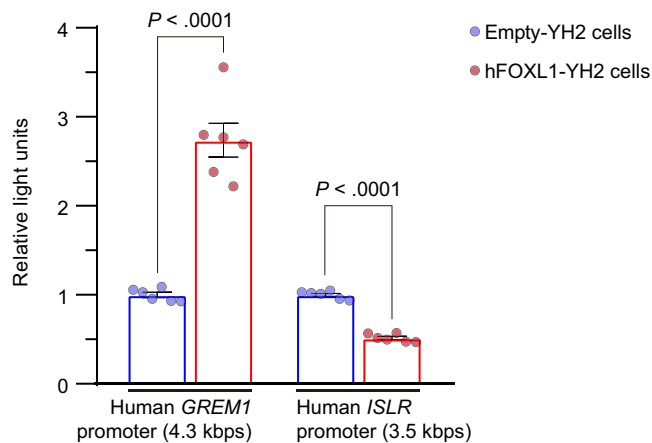 P < .0001
Empty-YH2 cells
hFOXL1-YH2 cells
P < .0001
Relative light units
4
3
2
1
0
Human GREM1
promoter (4.3 kbps)
Human ISLR
promoter (3.5 kbps)